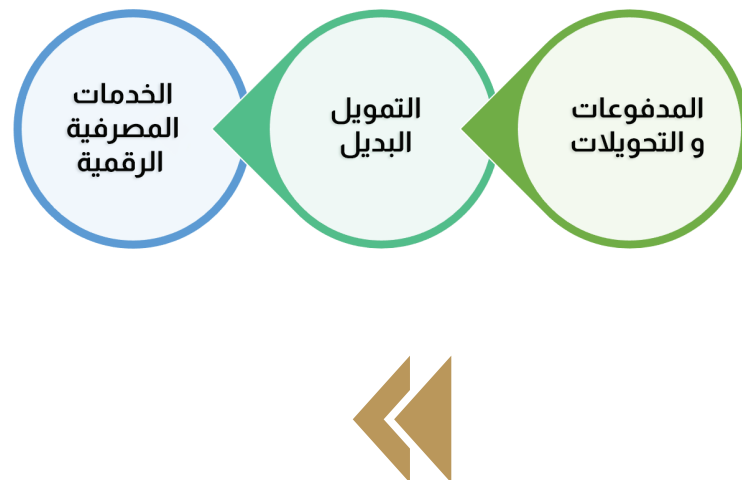 المدفوعات
و التحويلات
التمويل
البديل
الخدمات
المصرفية
الرقمية